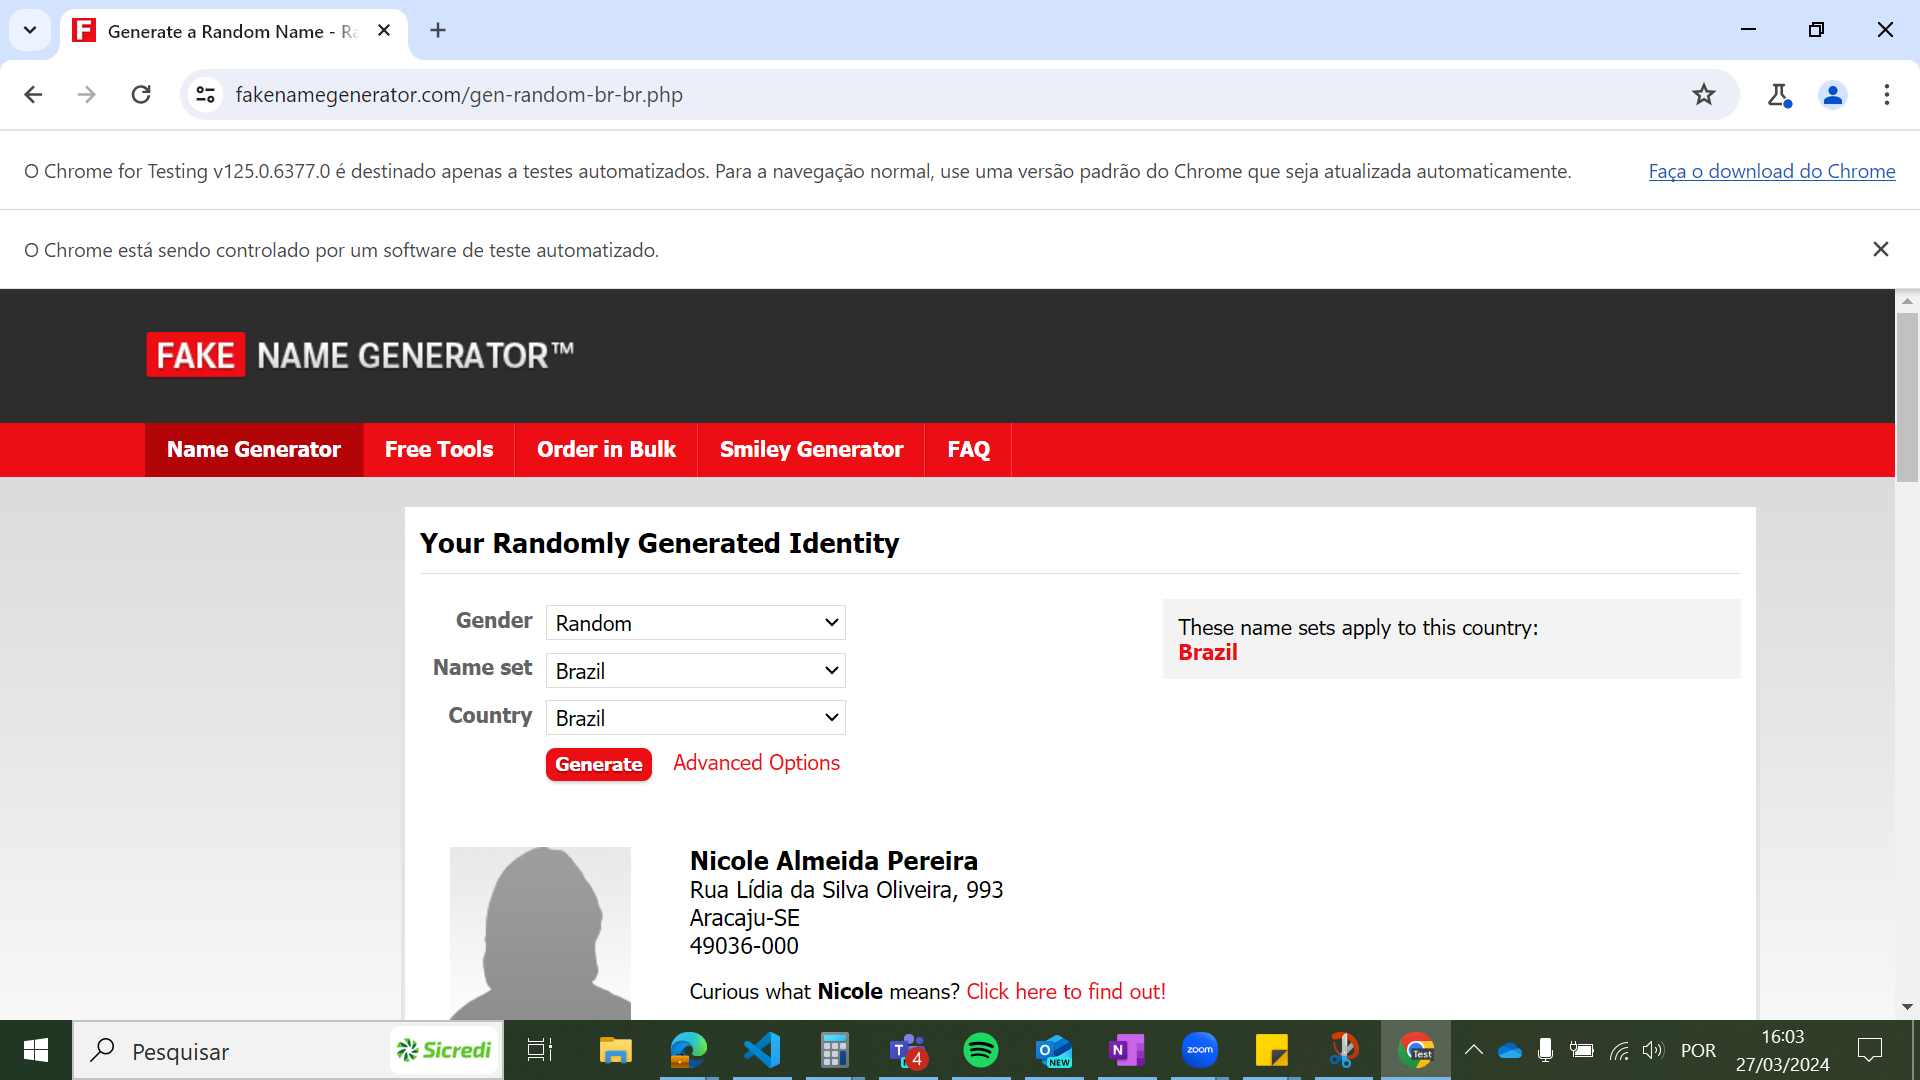 Generate a Random Name - Ra
fakenamegenerator.com/gen-random-br-br.php
O Chrome for Testing v125.0.6377.0 é destinado apenas a testes automatizados. Para a navegação normal, use uma versão padrão do Chrome que seja atualizada automaticamente. Faça o download do Chrome
O Chrome está sendo controlado por um software de teste automatizado.
FAKE NAME GENERATOR™
Name Generator Free Tools Order in Bulk Smiley Generator FAQ
Your Randomly Generated Identity
Gender Random
Name set Brazil
Country Brazil
Generate Advanced Options
These name sets apply to this country:
Brazil
Nicole Almeida Pereira
Rua Lídia da Silva Oliveira, 993
Aracaju-SE
49036-000
Curious what Nicole means? Click here to find out!
Pesquisar Sicredi 4 NEW zoom Test POR 16:03
27/03/2024